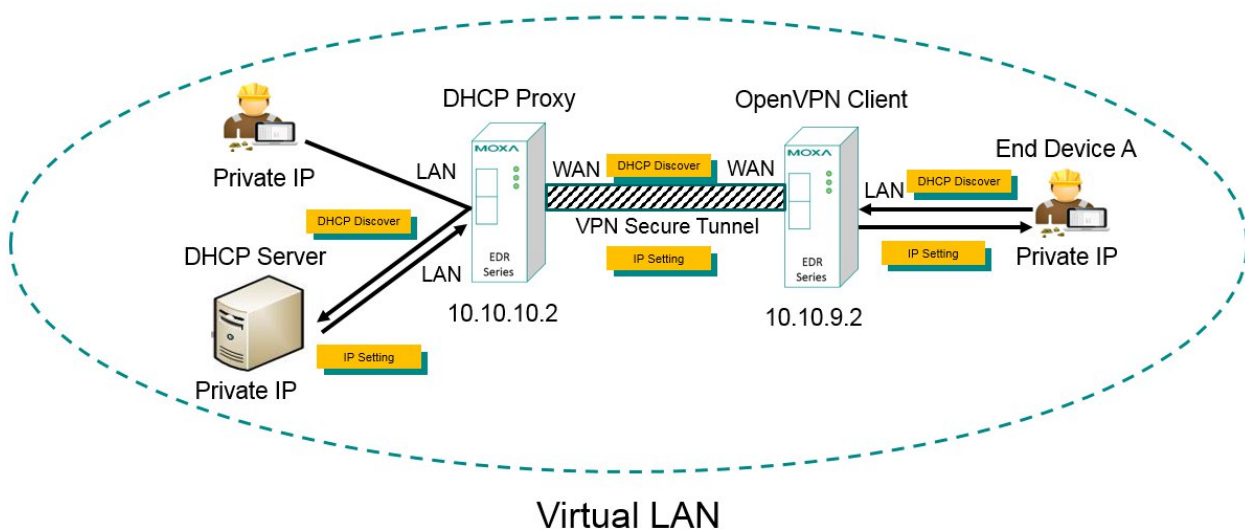 DHCP Proxy
OpenVPN Client
MOXA
MOXA
End Device A
LAN
WAN
DHCP Discover
WAN
LAN
DHCP Discover
Private IP
DHCP Discover
VPN Secure Tunnel
IP Setting
IP Setting
Private IP
DHCP Server
LAN
EDR
Series
EDR
Series
10.10.10.2
10.10.9.2
IP Setting
Private IP
Virtual LAN